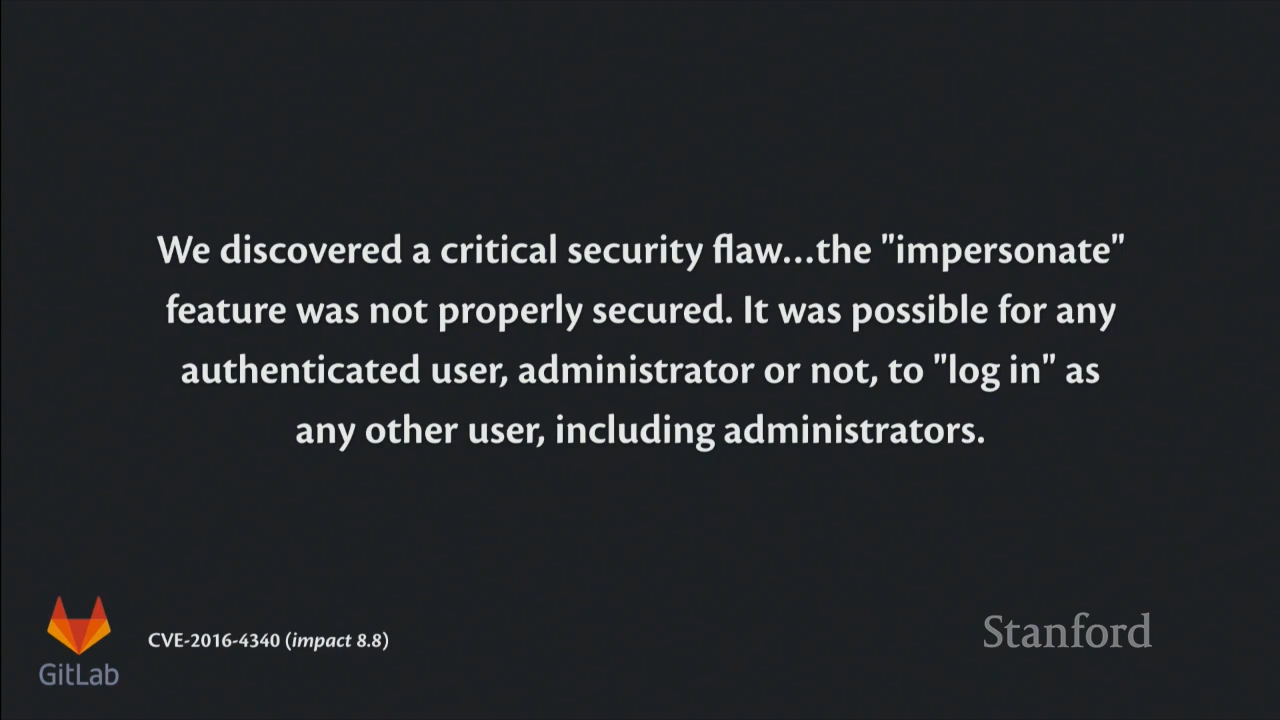 We discovered a critical security flaw...the "impersonate"
feature was not properly secured. It was possible for any
authenticated user, administrator or not, to "log in" as
any other user, including administrators.
CVE-2016-4340 (impact 8.8)
GitLab
Stanford